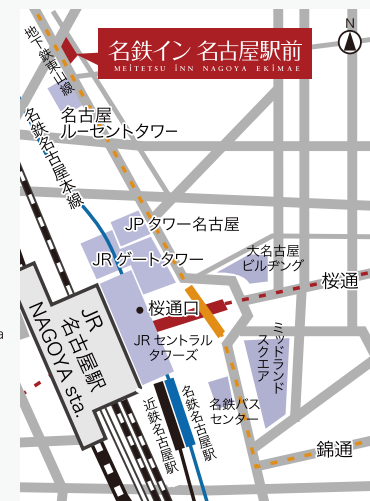 N
名鉄イン 名古屋駅前
MEITETSU INN NAGOYA EKIMAE
地下鉄東山線
名古屋
ルーセントタワー
名鉄名古屋本線
JPタワー名古屋
JRゲートタワー
大名古屋
ビルヂング
桜通
桜通口
JR セントラル
タワーズ
ミッドランド
スクエア
JR
名古屋駅
NAGOYA sta.
a
近鉄名古屋駅
名鉄名古屋駅
名鉄バス
センター
錦通